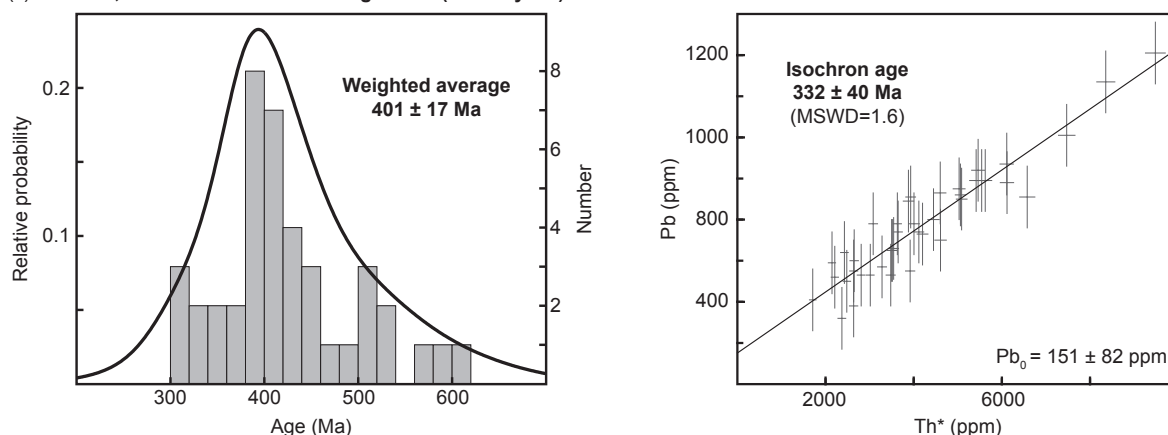 Relative probability
0.2
0.1
Weighted average
401 ± 17 Ma
8
6
4
2
Number
300
400
500
600
Age (Ma)
Pb (ppm)
1200
1000
800
400
Isochron age
332 ± 40 Ma
(MSWD=1.6)
Pb₀ = 151 ± 82 ppm
2000
6000
Th* (ppm)